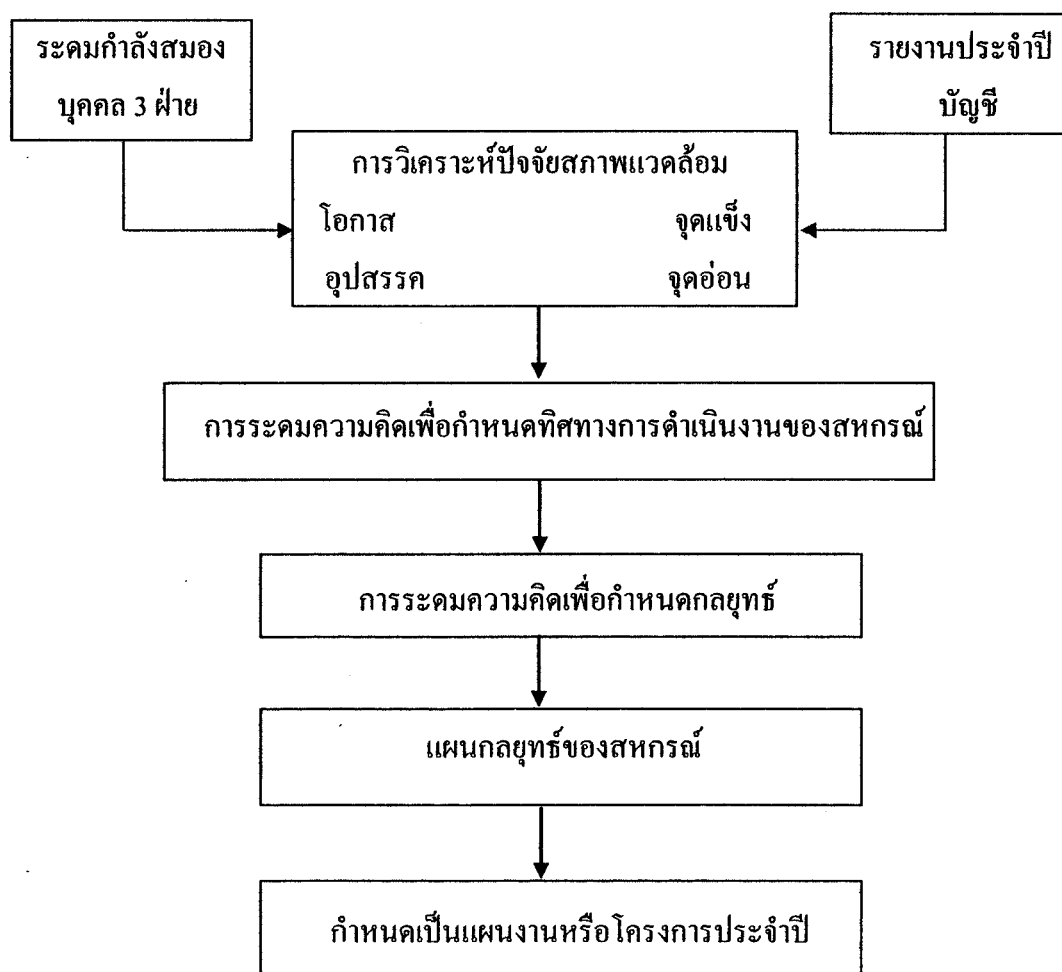 ระดมกำลังสมอง
บุคคล 3 ฝ่าย
รายงานประจำปี
บัญชี
การวิเคราะห์ปัจจัยสภาพแวดล้อม
โอกาส จุดแข็ง
อุปสรรค จุดอ่อน
การระดมความคิดเพื่อกำหนดทิศทางการดำเนินงานของสหกรณ์
การระดมความคิดเพื่อกำหนดกลยุทธ์
แผนกลยุทธ์ของสหกรณ์
กำหนดเป็นแผนงานหรือโครงการประจำปี